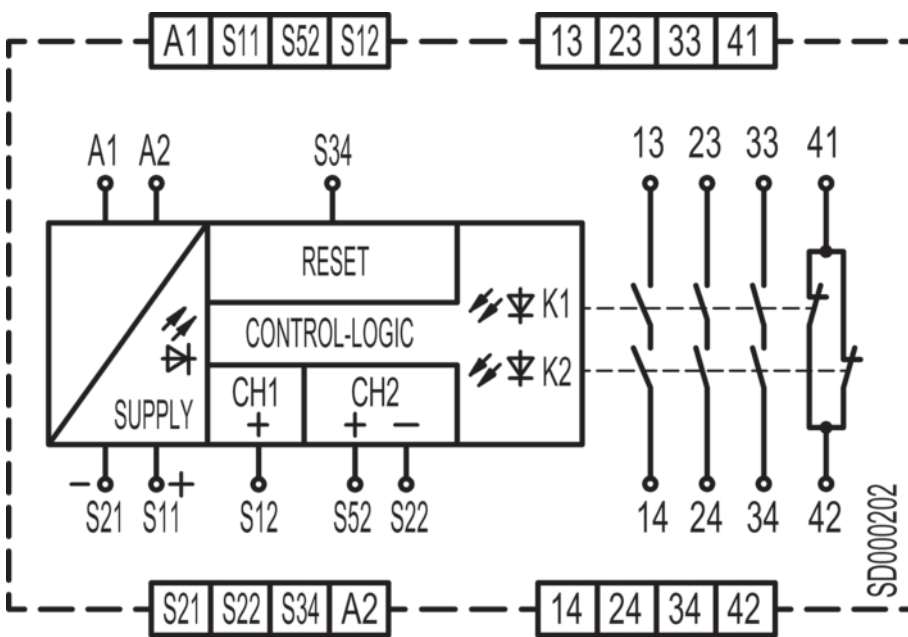 A1 S11 S52 S12 13 23 33 41
A1 A2 S34 13 23 33 41
RESET
K1
CONTROL-LOGIC
K2
CH1 CH2
SUPPLY + + −
− + 
S21 S11 S12 S52 S22 14 24 34 42
SD000202
S21 S22 S34 A2 14 24 34 42